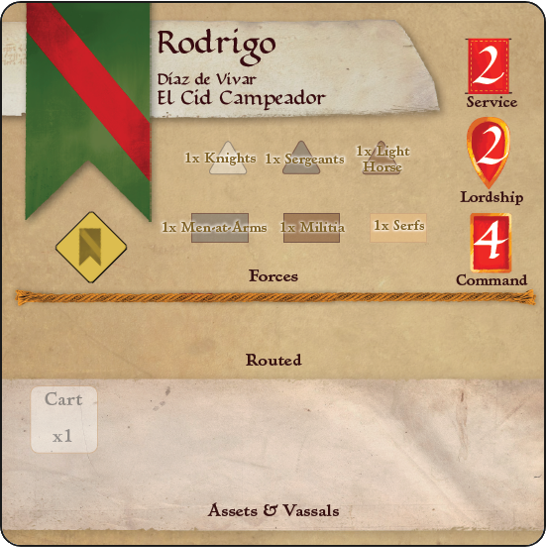 Rodrigo
Díaz de Vivar
El Cid Campeador
2
Service
1x Knights
1x Sergeants
1x Light
Horse
2
Lordship
1x Men-at-Arms
1x Militia
1x Serfs
4
Command
Forces
Routed
Cart
x1
Assets & Vassals